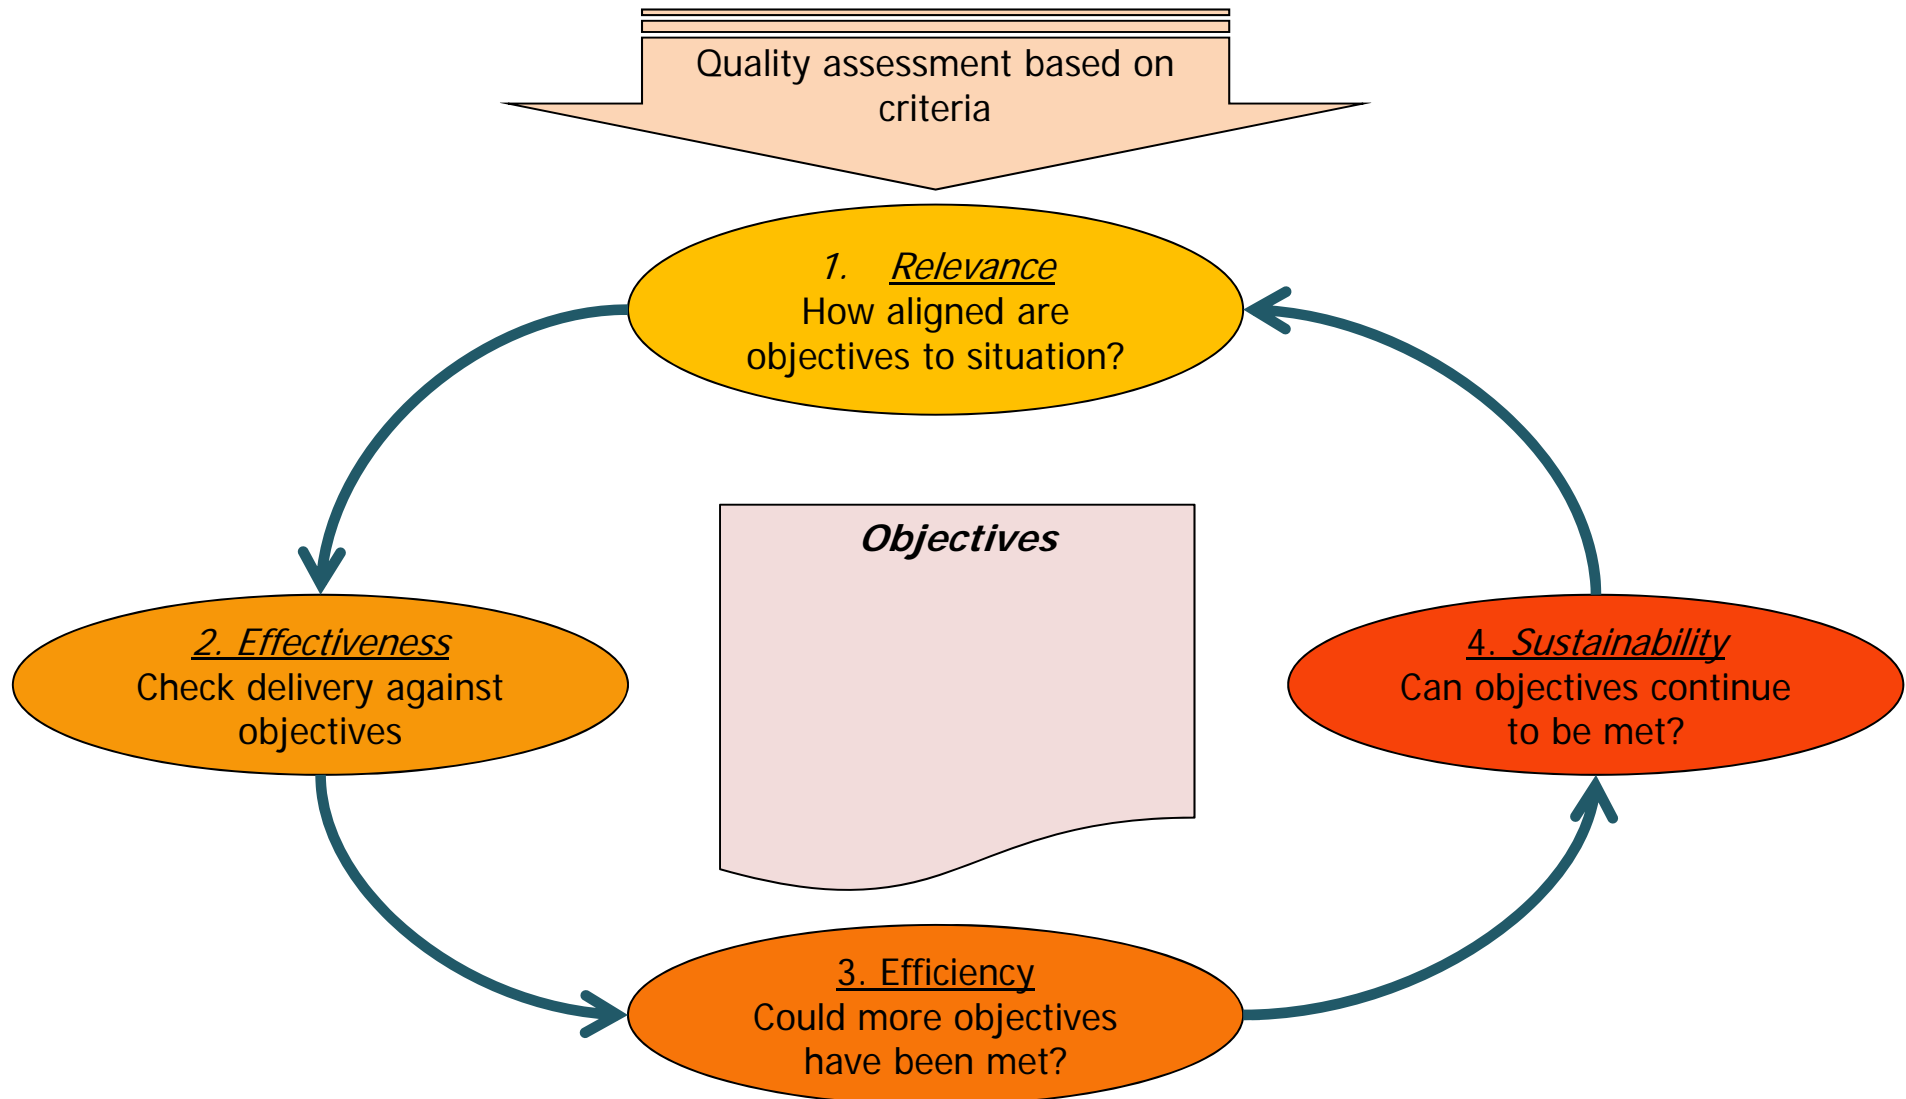 Quality assessment based on
criteria
1. Relevance
How aligned are
objectives to situation?
Objectives
2. Effectiveness
Check delivery against
objectives
4. Sustainability
Can objectives continue
to be met?
3. Efficiency
Could more objectives
have been met?